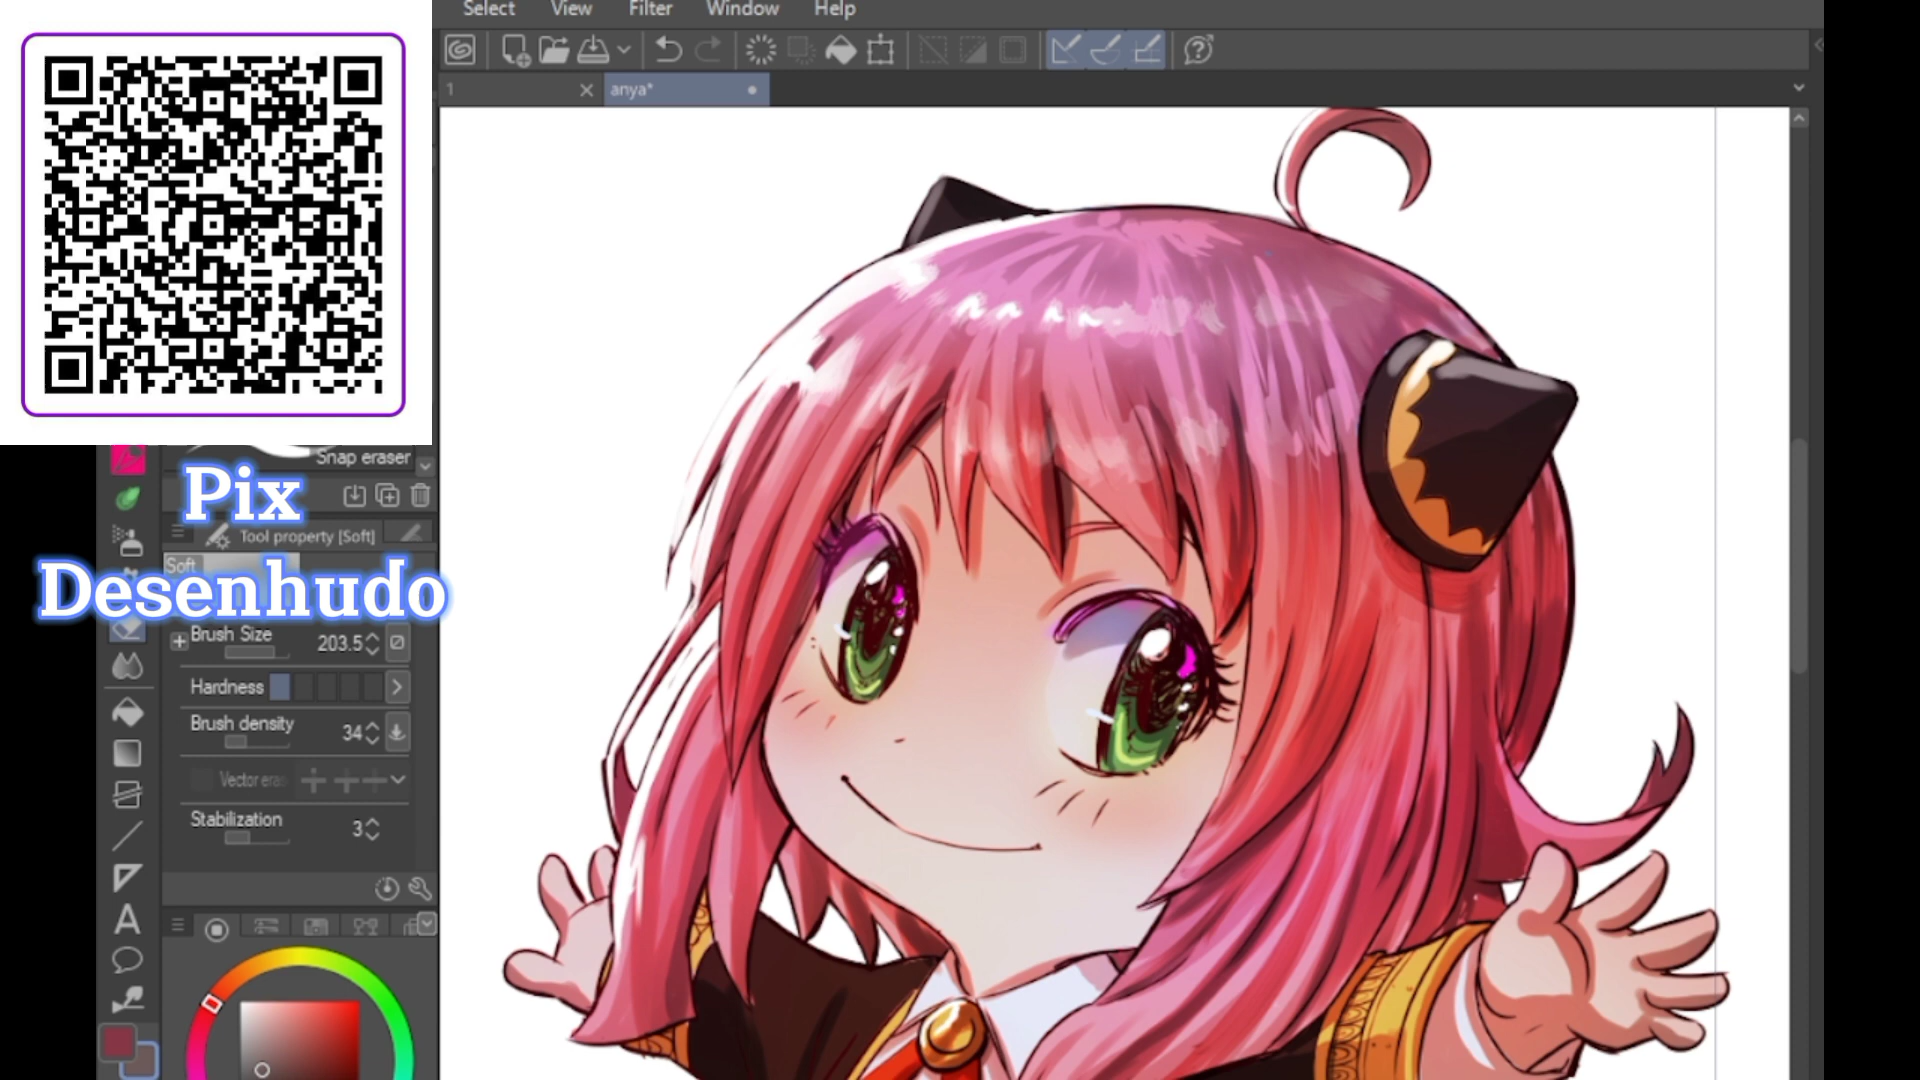 Select View Filter Window Help
1 anya*
Snap eraser
Pix
Tool property [Soft]
Soft
Desenhudo
Brush Size 203.5
Hardness
Brush density 34
Stabilization 3